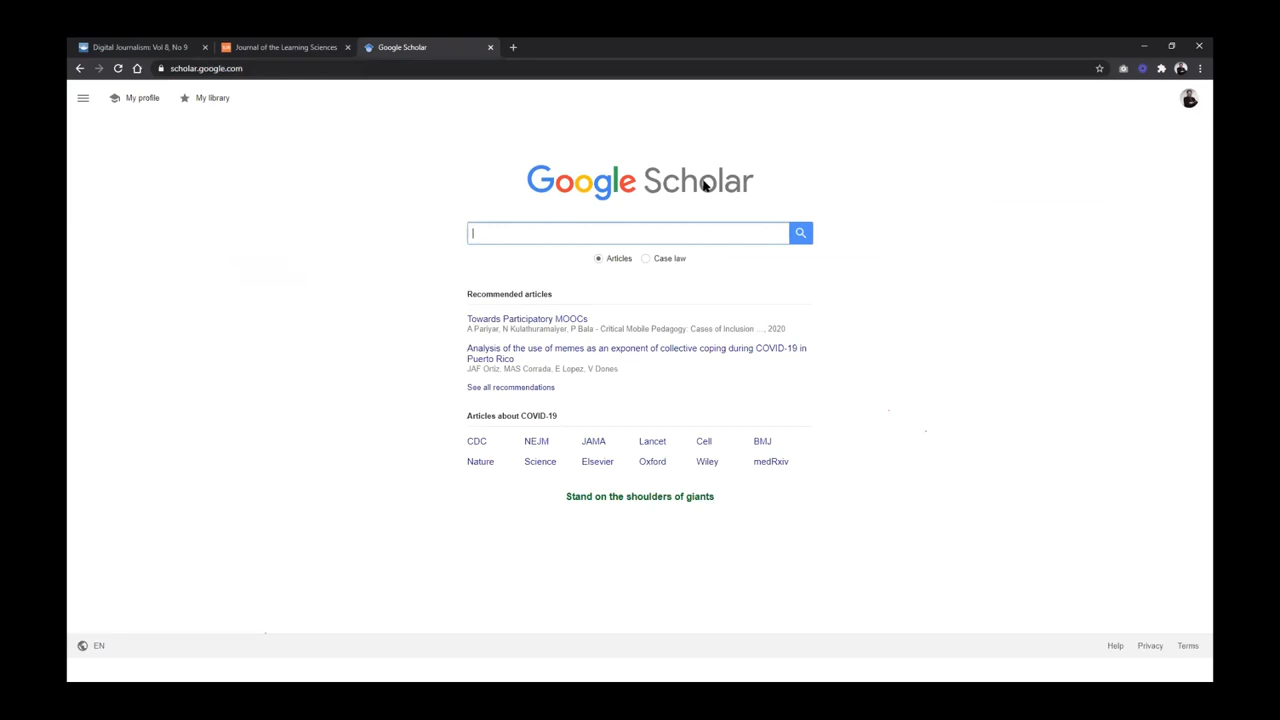 Digital Journalism: Vol 8, No 9
Journal of the Learning Sciences
Google Scholar
scholar.google.com
My profile
My library
Google Scholar
Articles
Case law
Recommended articles
Towards Participatory MOOCs
A Pariyar, N Kulathuramaiyer, P Bala - Critical Mobile Pedagogy: Cases of Inclusion …, 2020
Analysis of the use of memes as an exponent of collective coping during COVID-19 in
Puerto Rico
JAF Ortiz, MAS Corrada, E Lopez, V Dones
See all recommendations
Articles about COVID-19
CDC NEJM JAMA Lancet Cell BMJ
Nature Science Elsevier Oxford Wiley medRxiv
Stand on the shoulders of giants
EN
Help Privacy Terms